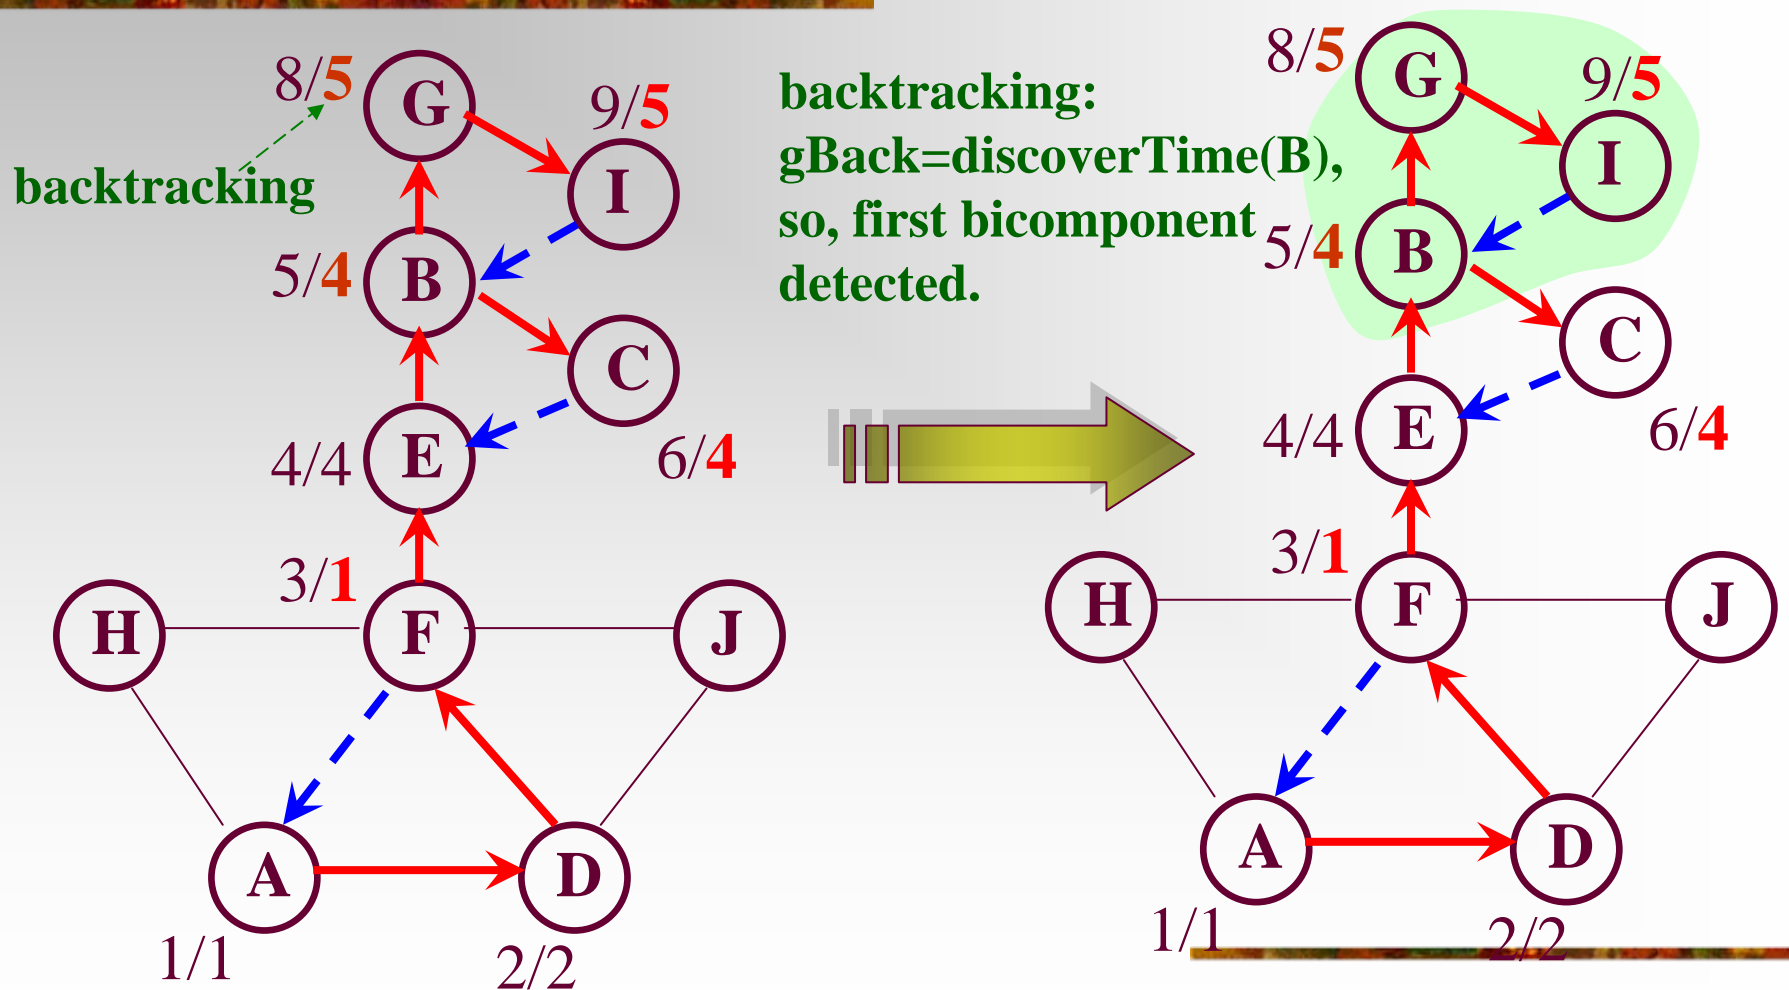 8/5
G
9/5
backtracking
I
5/4
B
C
4/4
E
6/4
3/1
H
F
J
A
D
1/1
2/2
backtracking:
gBack=discoverTime(B),
so, first bicomponent
detected.
8/5
G
9/5
I
5/4
B
C
4/4
E
6/4
3/1
H
F
J
A
D
1/1
2/2